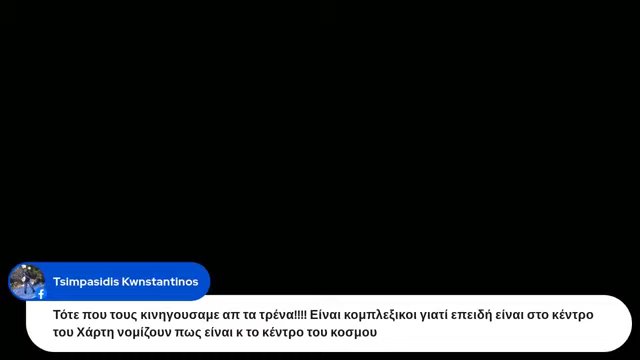 Tsimpasidis Kwnstantinos
Τότε που τους κινηγουσαμε απ τα τρένα!!!! Είναι κομπλεξικοι γιατί επειδή είναι στο κέντρο
του Χάρτη νομίζουν πως είναι κ το κέντρο του κοσμου